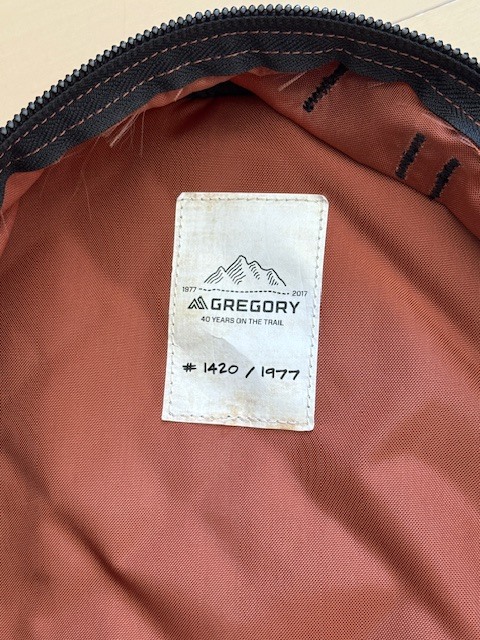 1977 2017
GREGORY
40 YEARS ON THE TRAIL
# 1420 / 1977